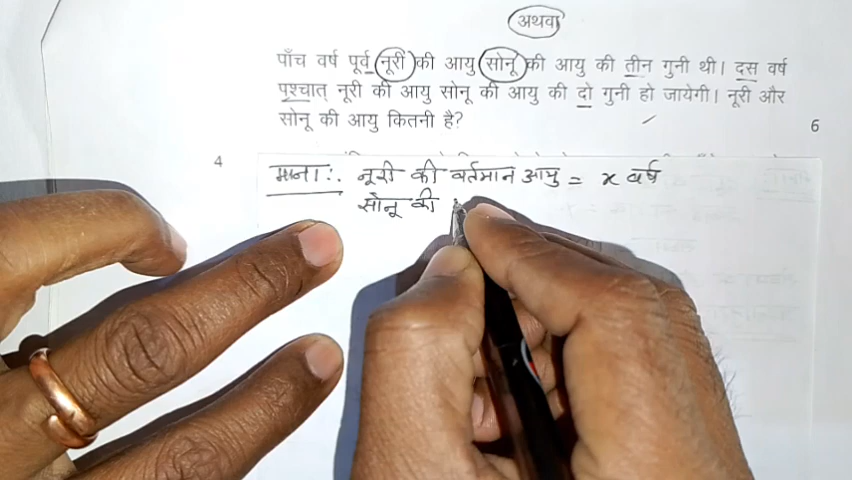 अथवा
पाँच वर्ष पूर्व नूरी की आयु सोनू की आयु की तीन गुनी थी। दस वर्ष
पश्चात् नूरी की आयु सोनू की आयु की दो गुनी हो जायेगी। नूरी और
सोनू की आयु कितनी है?
6
4
माना:. नूरी की वर्तमान आयु = x वर्ष
सोनू की